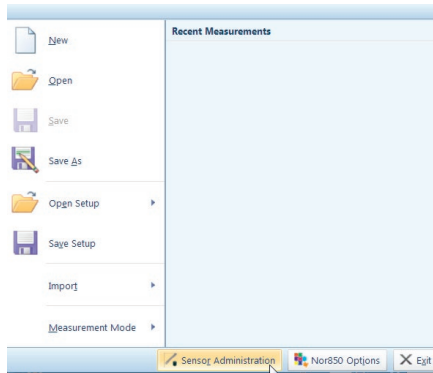 New
Recent Measurements
Open
Save
Save As
Open Setup
Save Setup
Import
Measurement Mode
Sensor Administration
Nor850 Options
Exit